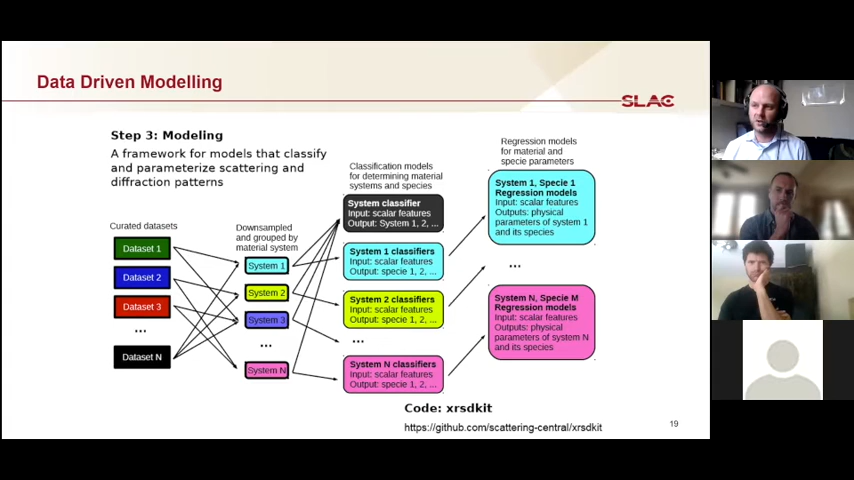 Data Driven Modelling
SLAC
Step 3: Modeling
A framework for models that classify
and parameterize scattering and
diffraction patterns
Curated datasets
Dataset 1
Dataset 2
Dataset 3
...
Dataset N
Downsampled
and grouped by
material system
System 1
System 2
System 3
...
System N
Classification models
for determining material
systems and species
System classifier
Input: scalar features
Output: System 1, 2, ...
System 1 classifiers
Input: scalar features
Output: specie 1, 2, ...
System 2 classifiers
Input: scalar features
Output: specie 1, 2, ...
...
System N classifiers
Input: scalar features
Output: specie 1, 2, ...
Regression models
for material and
specie parameters
System 1, Specie 1
Regression models
Input: scalar features
Outputs: physical
parameters of system 1
and its species
...
System N, Specie M
Regression models
Input: scalar features
Outputs: physical
parameters of system N
and its species
Code: xrsdkit
https://github.com/scattering-central/xrsdkit
19